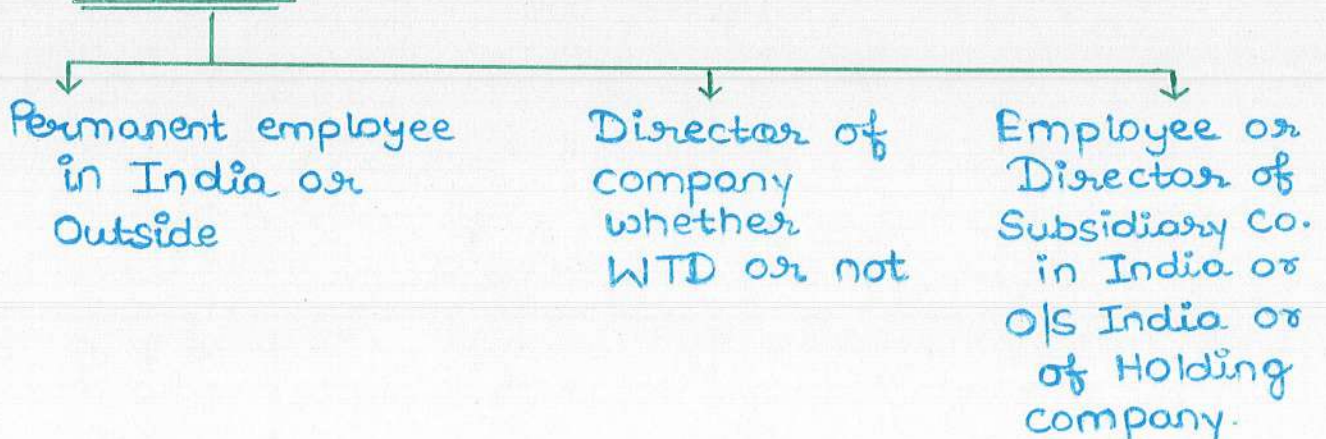 Permanent employee
in India or
Outside
Director of
company
whether
WTD or not
Employee or
Director of
Subsidiary Co.
in India or
O/S India or
of Holding
company.